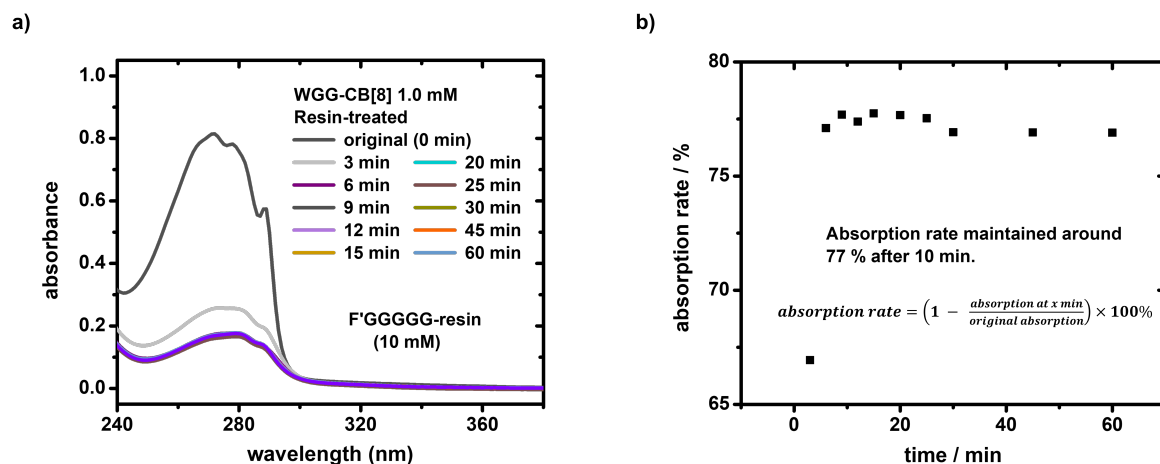 a)
1.0
0.8
0.6
0.4
0.2
0.0
absorbance
240
280
320
360
wavelength (nm)
WGG-CB[8] 1.0 mM
Resin-treated
original (0 min)
3 min 20 min
6 min 25 min
9 min 30 min
12 min 45 min
15 min 60 min
F'GGGGG-resin
(10 mM)
b)
80
75
70
65
absorption rate / %
0
20
40
60
time / min
Absorption rate maintained around
77 % after 10 min.
absorption rate = (1 − absorption at x min / original absorption) × 100%